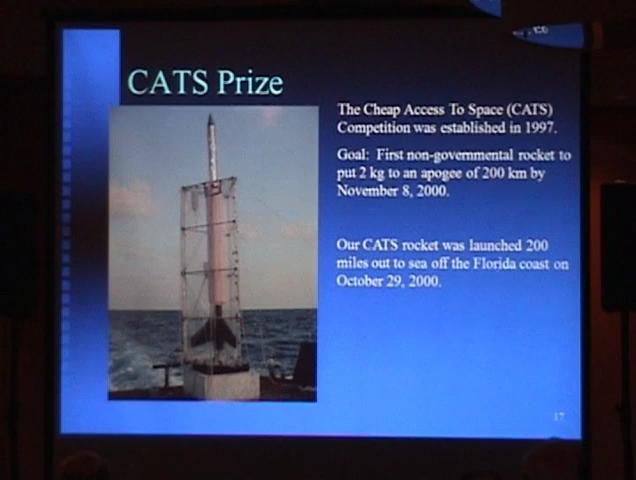 CATS Prize
The Cheap Access To Space (CATS)
Competition was established in 1997.
Goal: First non-governmental rocket to
put 2 kg to an apogee of 200 km by
November 8, 2000.
Our CATS rocket was launched 200
miles out to sea off the Florida coast on
October 29, 2000.
17